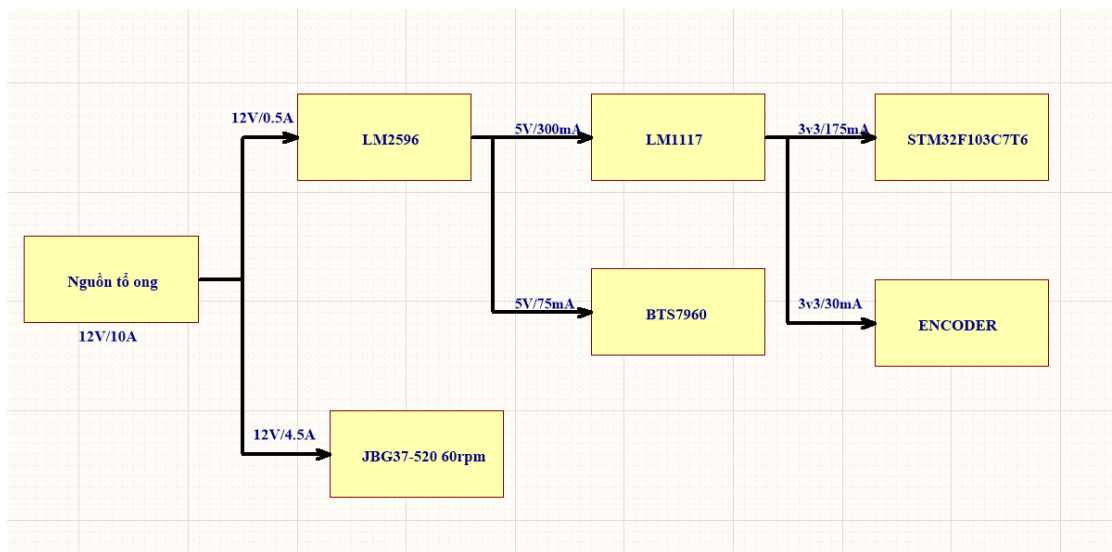 12V/0.5A
LM2596
5V/300mA
LM1117
3v3/175mA
STM32F103C7T6
Nguồn tổ ong
12V/10A
5V/75mA
BTS7960
3v3/30mA
ENCODER
12V/4.5A
JBG37-520 60rpm